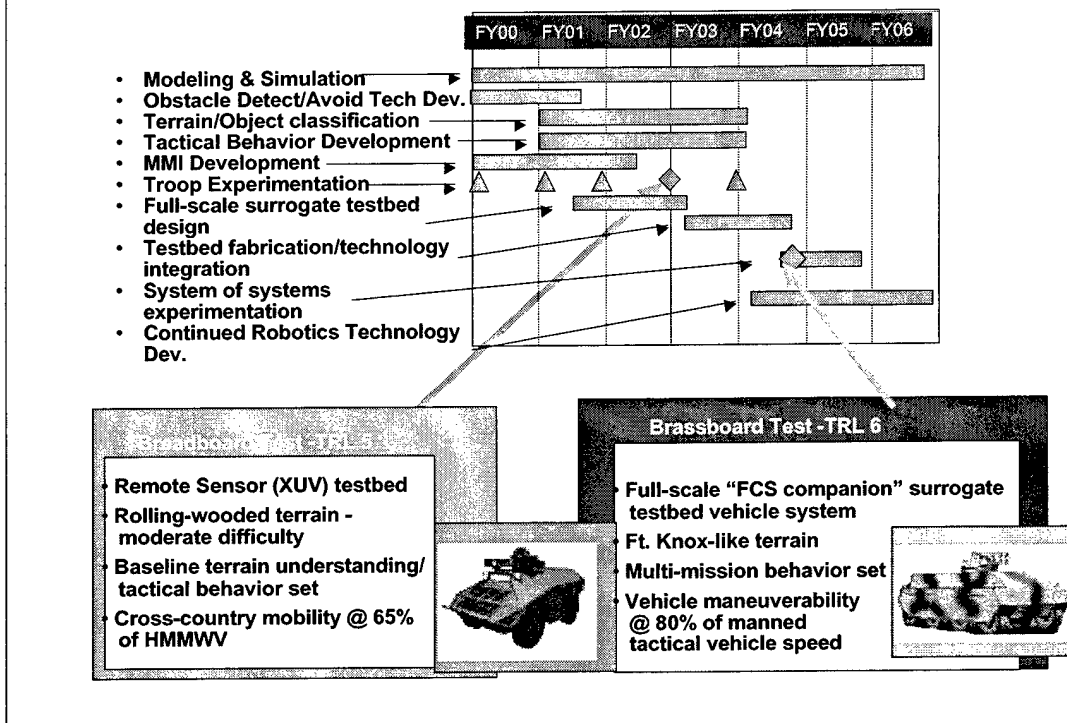 FY00 FY01 FY02 FY03 FY04 FY05 FY06
• Modeling & Simulation
• Obstacle Detect/Avoid Tech Dev.
• Terrain/Object classification
• Tactical Behavior Development
• MMI Development
• Troop Experimentation
• Full-scale surrogate testbed
design
• Testbed fabrication/technology
integration
• System of systems
experimentation
• Continued Robotics Technology
Dev.
Breadboard Test -TRL 5
• Remote Sensor (XUV) testbed
• Rolling-wooded terrain -
moderate difficulty
• Baseline terrain understanding/
tactical behavior set
• Cross-country mobility @ 65%
of HMMWV
Brassboard Test -TRL 6
• Full-scale “FCS companion” surrogate
testbed vehicle system
• Ft. Knox-like terrain
• Multi-mission behavior set
• Vehicle maneuverability
@ 80% of manned
tactical vehicle speed